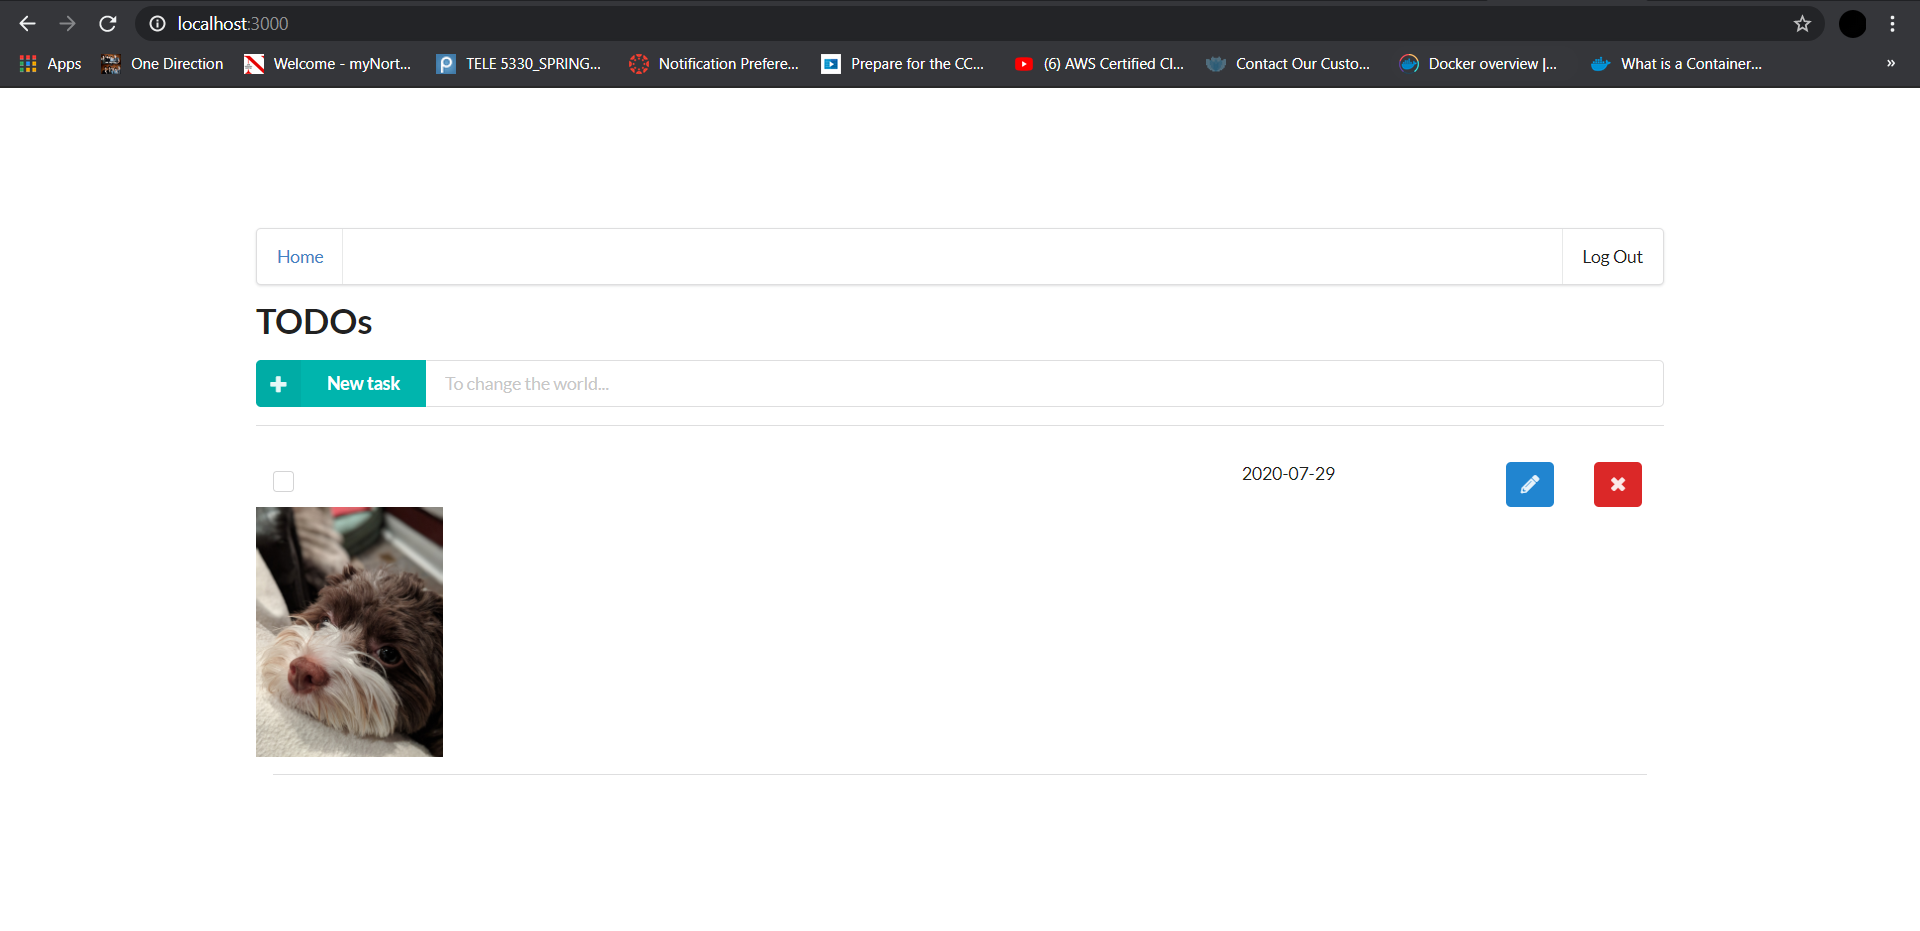 localhost:3000
Apps One Direction Welcome - myNort... TELE 5330_SPRING... Notification Prefere... Prepare for the CC... (6) AWS Certified Cl... Contact Our Custo... Docker overview |... What is a Container... »
Home Log Out
TODOs
New task To change the world...
2020-07-29